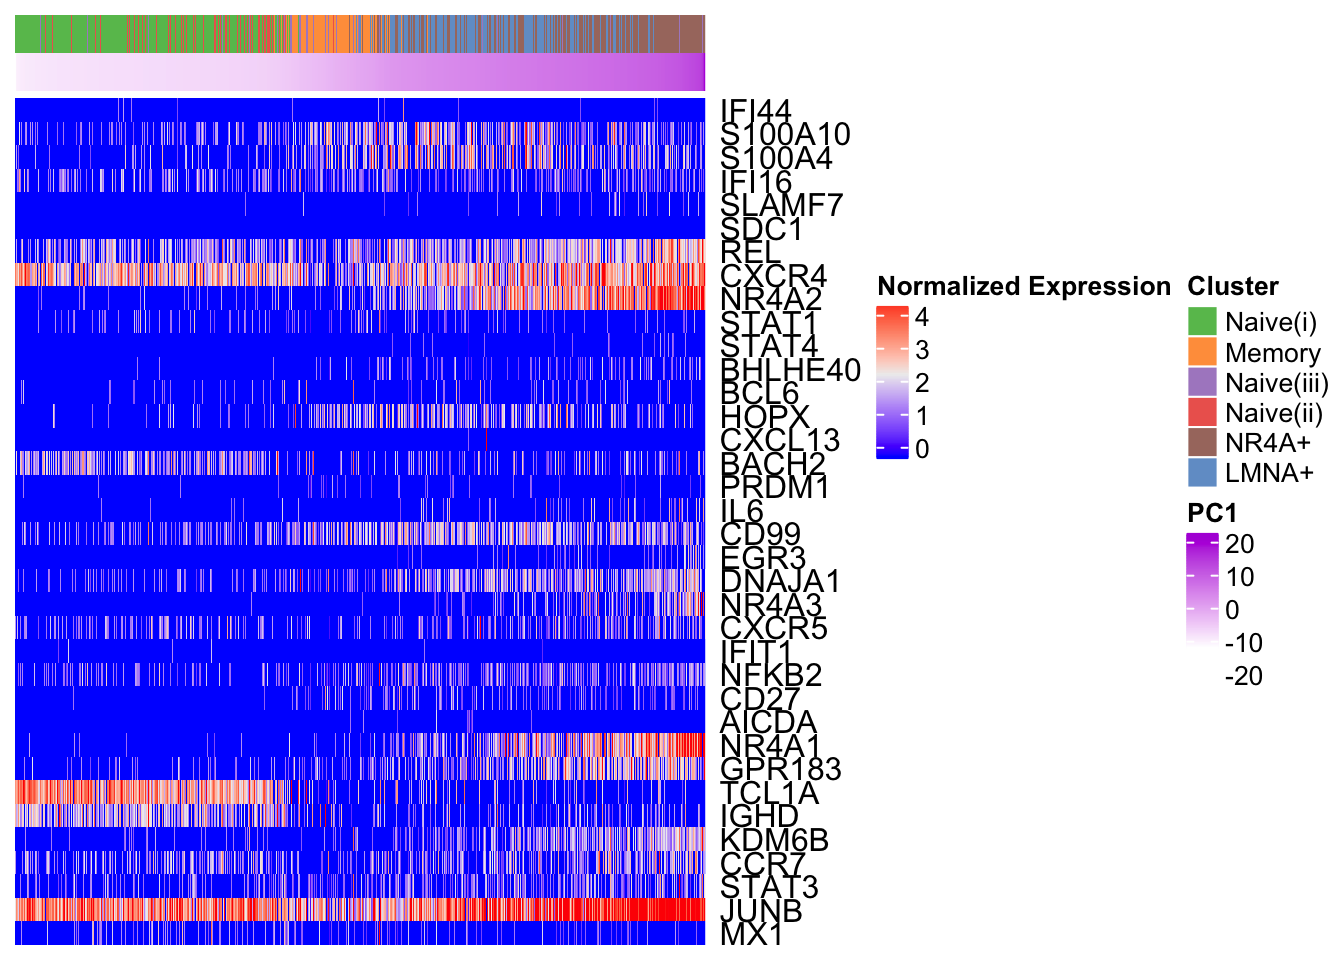 IFI44
S100A10
S100A4
IFI16
SLAMF7
SDC1
REL
CXCR4
NR4A2
STAT1
STAT4
BHLHE40
BCL6
HOPX
CXCL13
BACH2
PRDM1
IL6
CD99
EGR3
DNAJA1
NR4A3
CXCR5
IFIT1
NFKB2
CD27
AICDA
NR4A1
GPR183
TCL1A
IGHD
KDM6B
CCR7
STAT3
JUNB
MX1
Normalized Expression
4
3
2
1
0
Cluster
Naive(i)
Memory
Naive(iii)
Naive(ii)
NR4A+
LMNA+
PC1
20
10
0
-10
-20